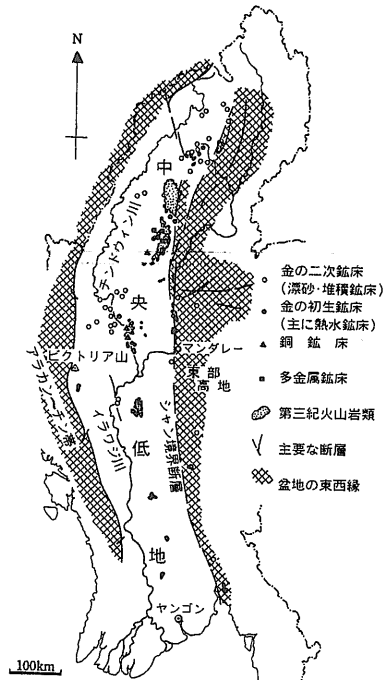 N
中
チンドウィン川
央
ビクトリア山
マンダレー
東部
高地
アラカン-チン帯
イラワジ川
低
シャン境界断層
地
ヤンゴン
100km
金の二次鉱床
(漂砂・堆積鉱床)
金の初生鉱床
(主に熱水鉱床)
銅鉱床
多金属鉱床
第三紀火山岩類
主要な断層
盆地の東西縁